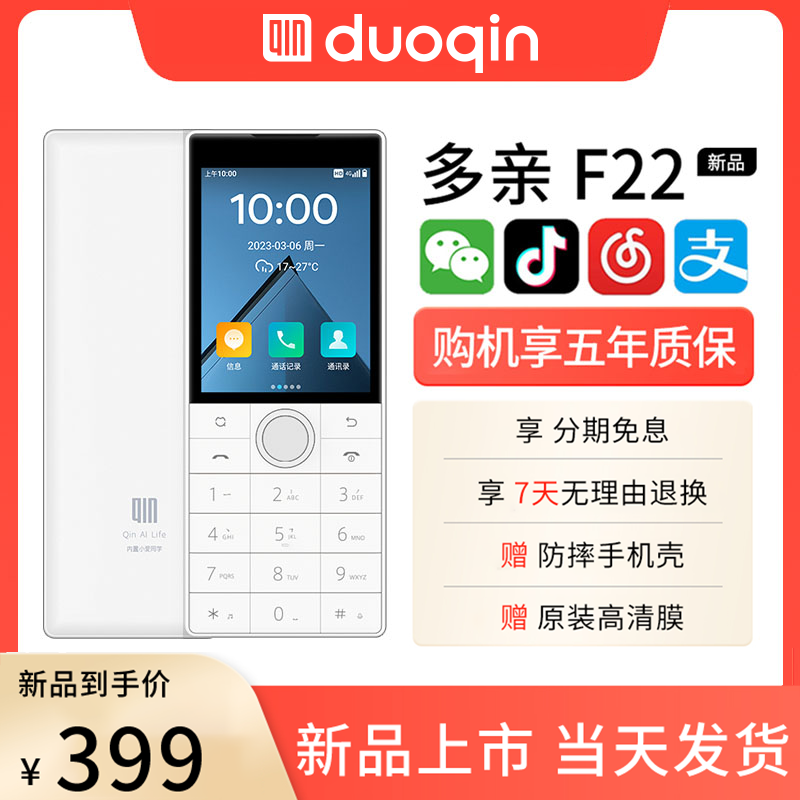 QIN duoqin
多亲 F22 新品
上午10:00 HD 4G
10:00
2023-03-06 周一
17~27°C
信息 通话记录 通讯录
支
购机享五年质保
享 分期免息
享 7天无理由退换
赠 防摔手机壳
赠 原装高清膜
QIN
Qin AI Life
内置小爱同学
1 2 ABC 3 DEF
4 GHI 5 JKL 6 MNO
7 PQRS 8 TUV 9 WXYZ
* 0 #
新品到手价
¥ 399
新品上市 当天发货